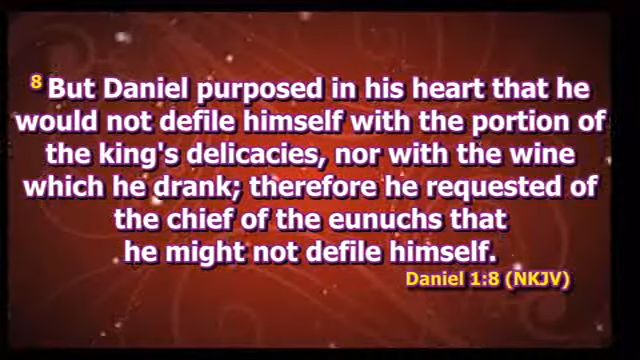 8 But Daniel purposed in his heart that he
would not defile himself with the portion of
the king's delicacies, nor with the wine
which he drank; therefore he requested of
the chief of the eunuchs that
he might not defile himself.
Daniel 1:8 (NKJV)